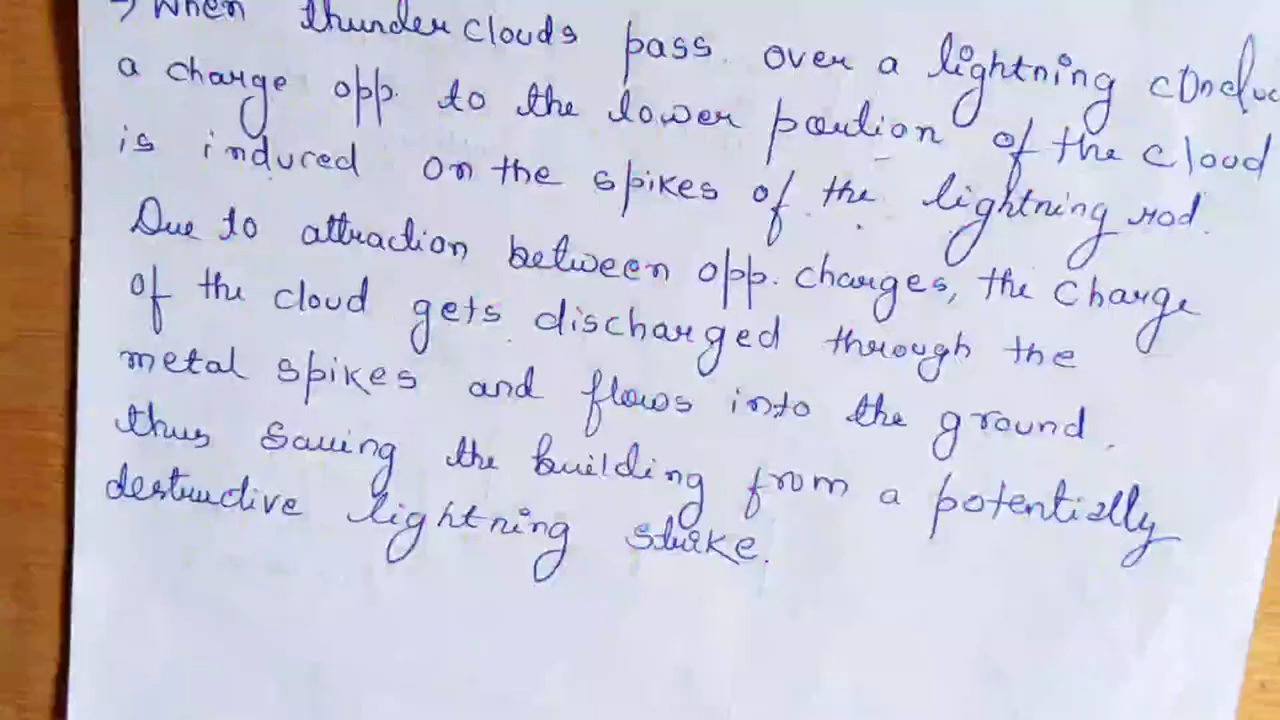 → When thunder clouds pass over a lightning conduc
a charge opp. to the lower portion of the cloud
is induced on the spikes of the lightning rod.
Due to attraction between opp. charges, the charge
of the cloud gets discharged through the
metal spikes and flows into the ground,
thus saving the building from a potentially
destructive lightning strike.